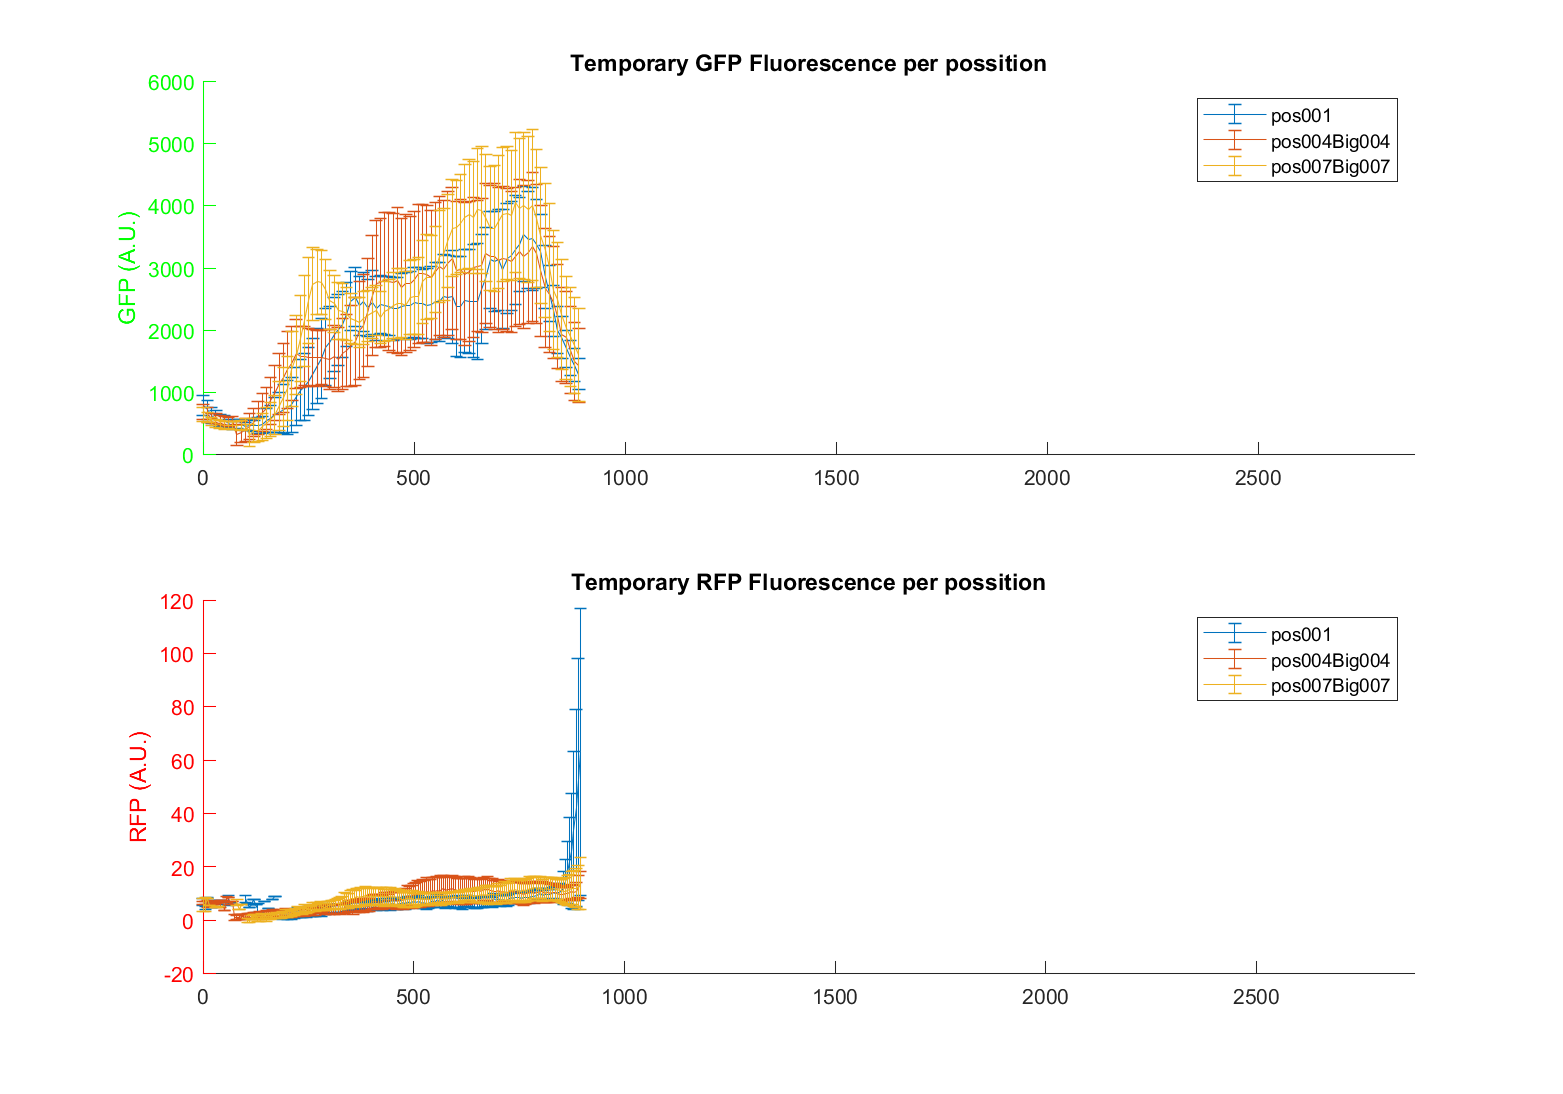 Temporary GFP Fluorescence per possition
GFP (A.U.)
6000
5000
4000
3000
2000
1000
0
0 500 1000 1500 2000 2500
pos001
pos004Big004
pos007Big007
Temporary RFP Fluorescence per possition
RFP (A.U.)
120
100
80
60
40
20
0
-20
0 500 1000 1500 2000 2500
pos001
pos004Big004
pos007Big007